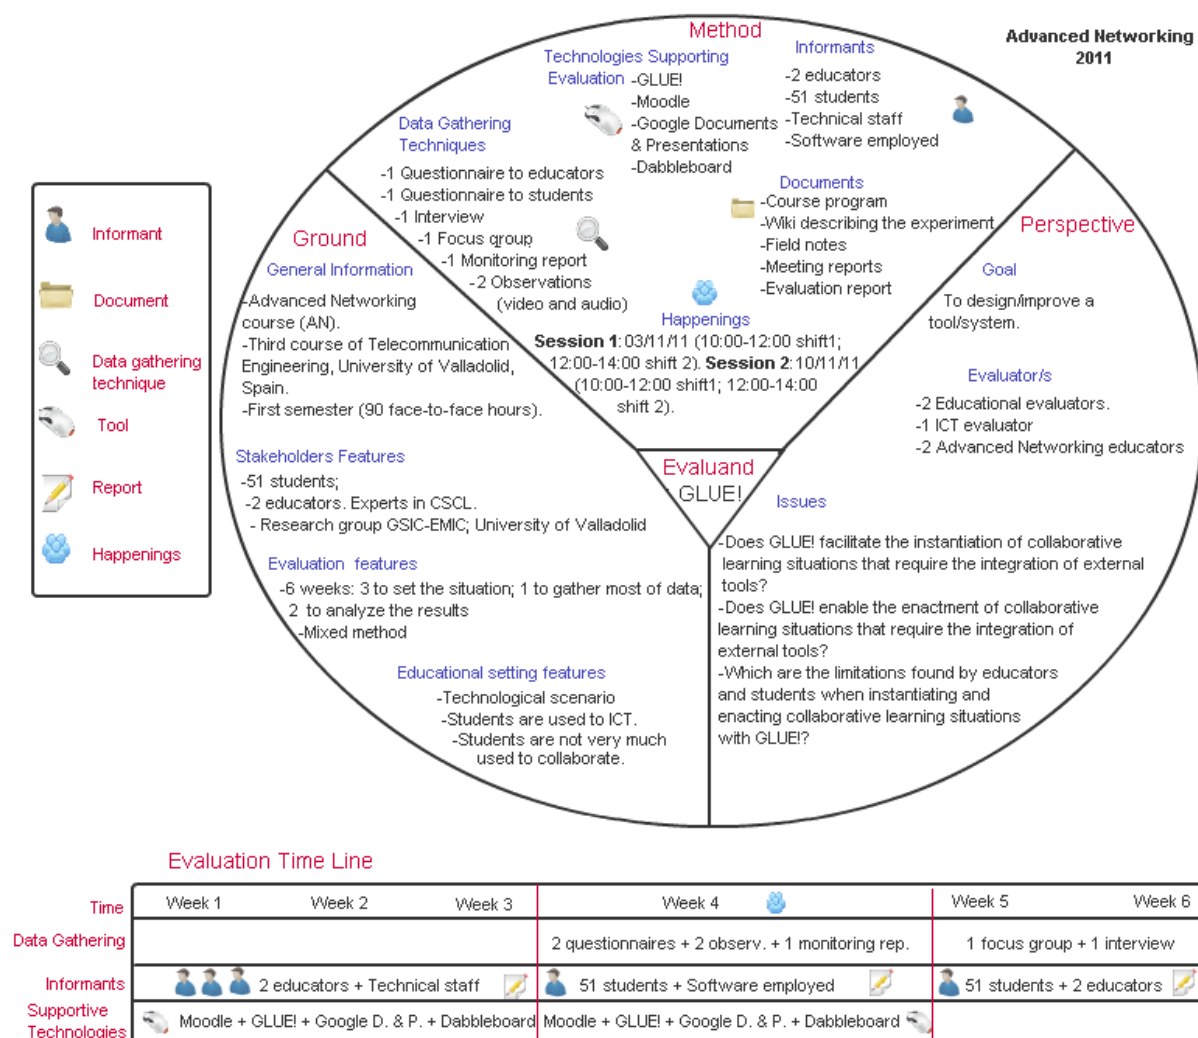 Advanced Networking
2011
Method
Technologies Supporting
Evaluation
-GLUE!
-Moodle
-Google Documents
& Presentations
-Dabbleboard
Informants
-2 educators
-51 students
-Technical staff
-Software employed
Data Gathering
Techniques
-1 Questionnaire to educators
-1 Questionnaire to students
-1 Interview
-1 Focus group
-1 Monitoring report
-2 Observations
(video and audio)
Documents
-Course program
-Wiki describing the experiment
-Field notes
-Meeting reports
-Evaluation report
Happenings
Session 1: 03/11/11 (10:00-12:00 shift1;
12:00-14:00 shift 2). Session 2: 10/11/11
(10:00-12:00 shift1; 12:00-14:00
shift 2).
Informant
Document
Data gathering
technique
Tool
Report
Happenings
Ground
General Information
-Advanced Networking
course (AN).
-Third course of Telecommunication
Engineering, University of Valladolid,
Spain.
-First semester (90 face-to-face hours).
Stakeholders Features
-51 students;
-2 educators. Experts in CSCL.
- Research group GSIC-EMIC; University of Valladolid
Evaluation features
-6 weeks: 3 to set the situation; 1 to gather most of data;
2 to analyze the results
-Mixed method
Educational setting features
-Technological scenario
-Students are used to ICT.
-Students are not very much
used to collaborate.
Evaluand
GLUE!
Perspective
Goal
To design/improve a
tool/system.
Evaluator/s
-2 Educational evaluators.
-1 ICT evaluator
-2 Advanced Networking educators
Issues
-Does GLUE! facilitate the instantiation of collaborative
learning situations that require the integration of external
tools?
-Does GLUE! enable the enactment of collaborative
learning situations that require the integration of
external tools?
-Which are the limitations found by educators
and students when instantiating and
enacting collaborative learning situations
with GLUE!?
Evaluation Time Line
Time Week 1 Week 2 Week 3 Week 4 Week 5 Week 6
Data Gathering 2 questionnaires + 2 observ. + 1 monitoring rep. 1 focus group + 1 interview
Informants 2 educators + Technical staff 51 students + Software employed 51 students + 2 educators
Supportive
Technologies Moodle + GLUE! + Google D. & P. + Dabbleboard Moodle + GLUE! + Google D. & P. + Dabbleboard